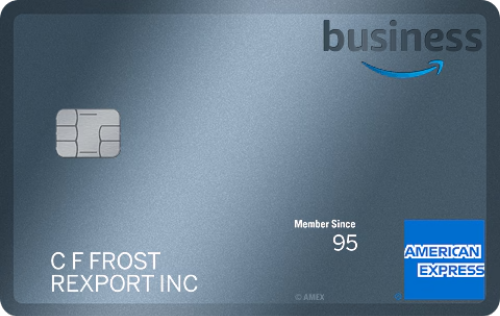 business
Member Since
95
C F FROST
REXPORT INC
AMERICAN
EXPRESS
© AMEX